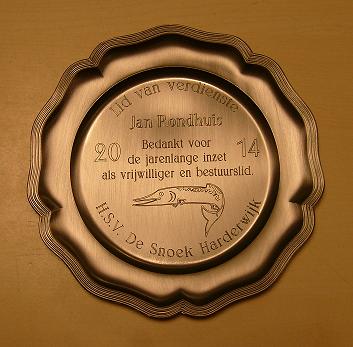 Lid van verdienste
Jan Rondhuis
20 14
Bedankt voor
de jarenlange inzet
als vrijwilliger en bestuurslid.
H.S.V. De Snoek Harderwijk